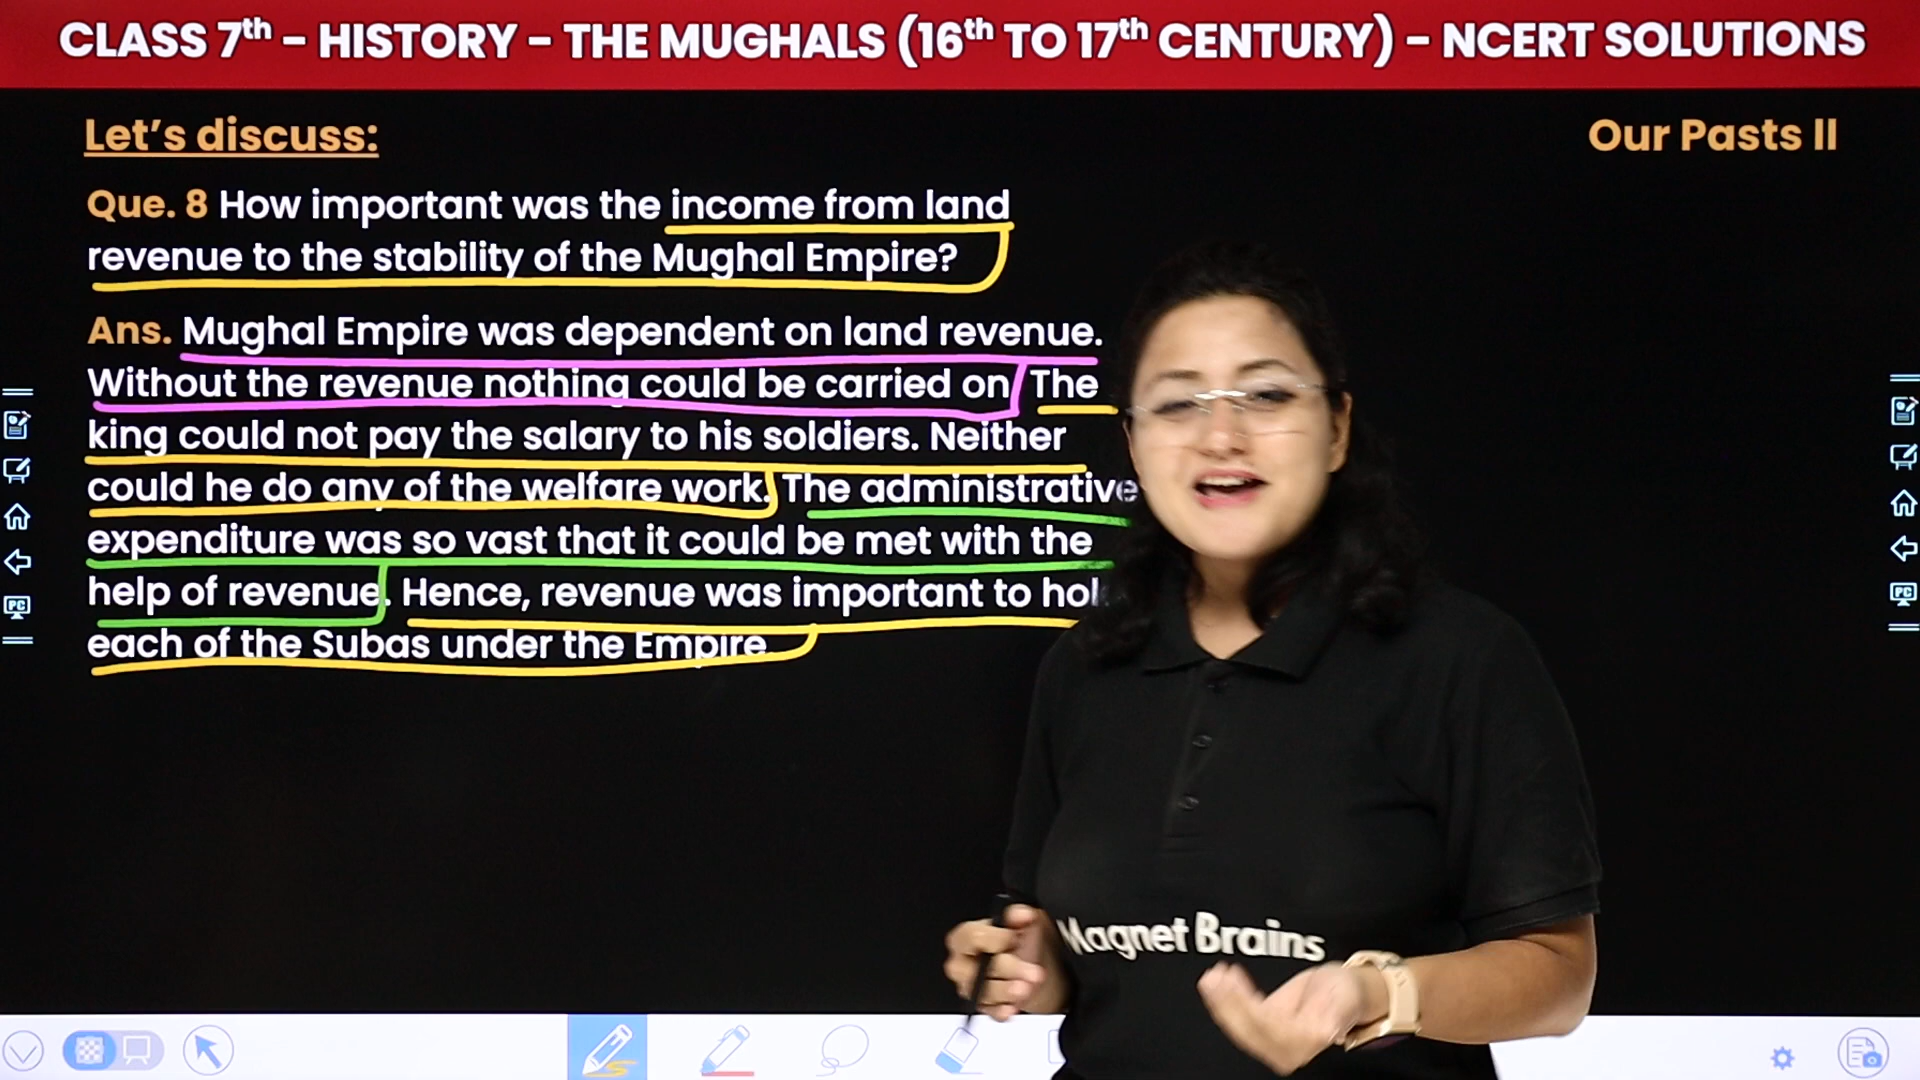 CLASS 7th – HISTORY – THE MUGHALS (16th TO 17th CENTURY) – NCERT SOLUTIONS
Let's discuss:
Our Pasts II
Que. 8 How important was the income from land
revenue to the stability of the Mughal Empire?
Ans. Mughal Empire was dependent on land revenue.
Without the revenue nothing could be carried on. The
king could not pay the salary to his soldiers. Neither
could he do any of the welfare work. The administrative
expenditure was so vast that it could be met with the
help of revenue. Hence, revenue was important to hol
each of the Subas under the Empire.
PC
PC
Magnet Brains